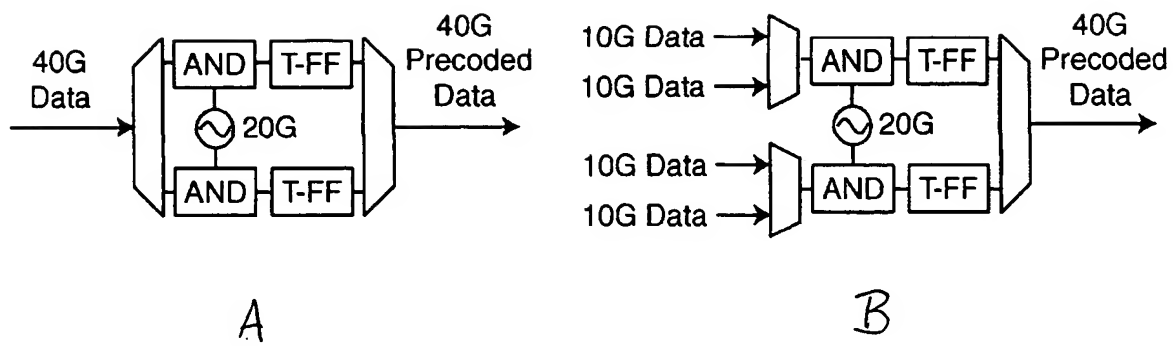 40G
Data
AND
T-FF
20G
AND
T-FF
40G
Precoded
Data
A
10G Data
10G Data
10G Data
10G Data
AND
T-FF
20G
AND
T-FF
40G
Precoded
Data
B